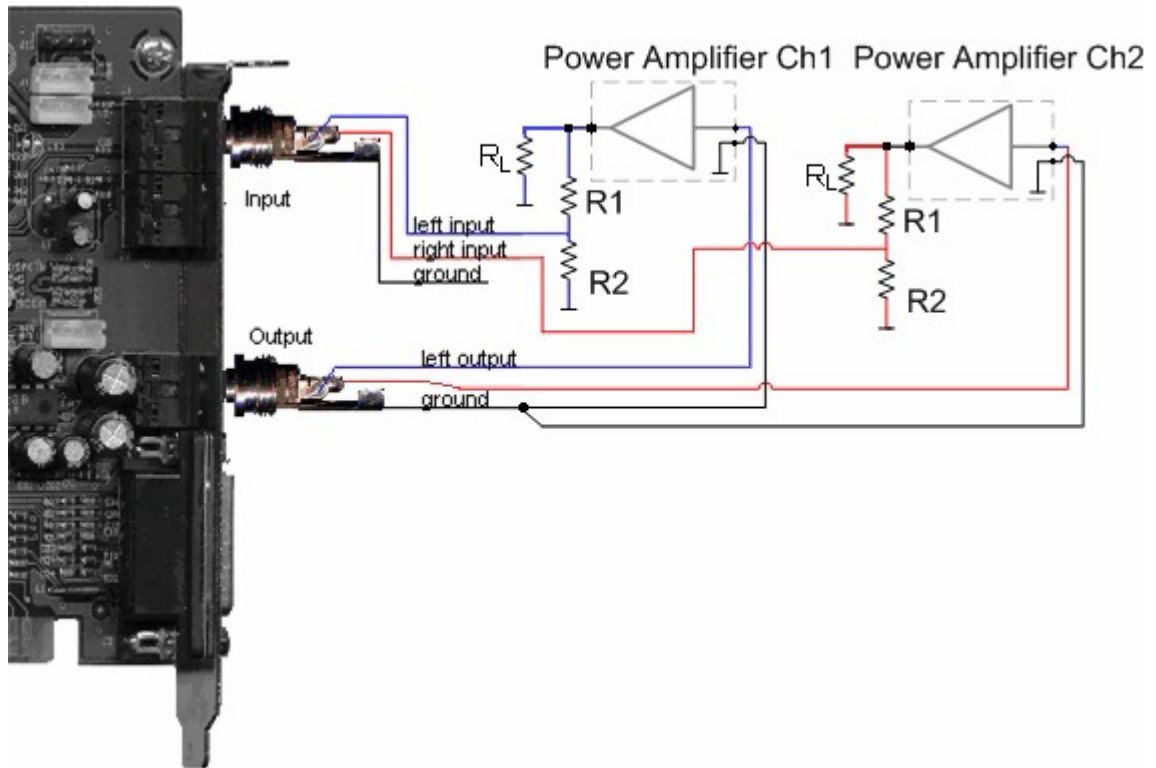 Power Amplifier Ch1 Power Amplifier Ch2
RL
R1
R2
RL
R1
R2
Input
left input
right input
ground
Output
left output
ground